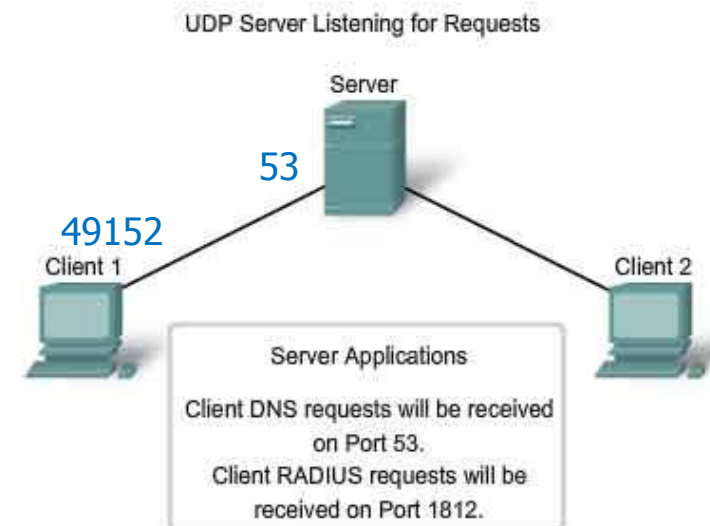 UDP Server Listening for Requests
Server
53
49152
Client 1
Client 2
Server Applications
Client DNS requests will be received
on Port 53.
Client RADIUS requests will be
received on Port 1812.